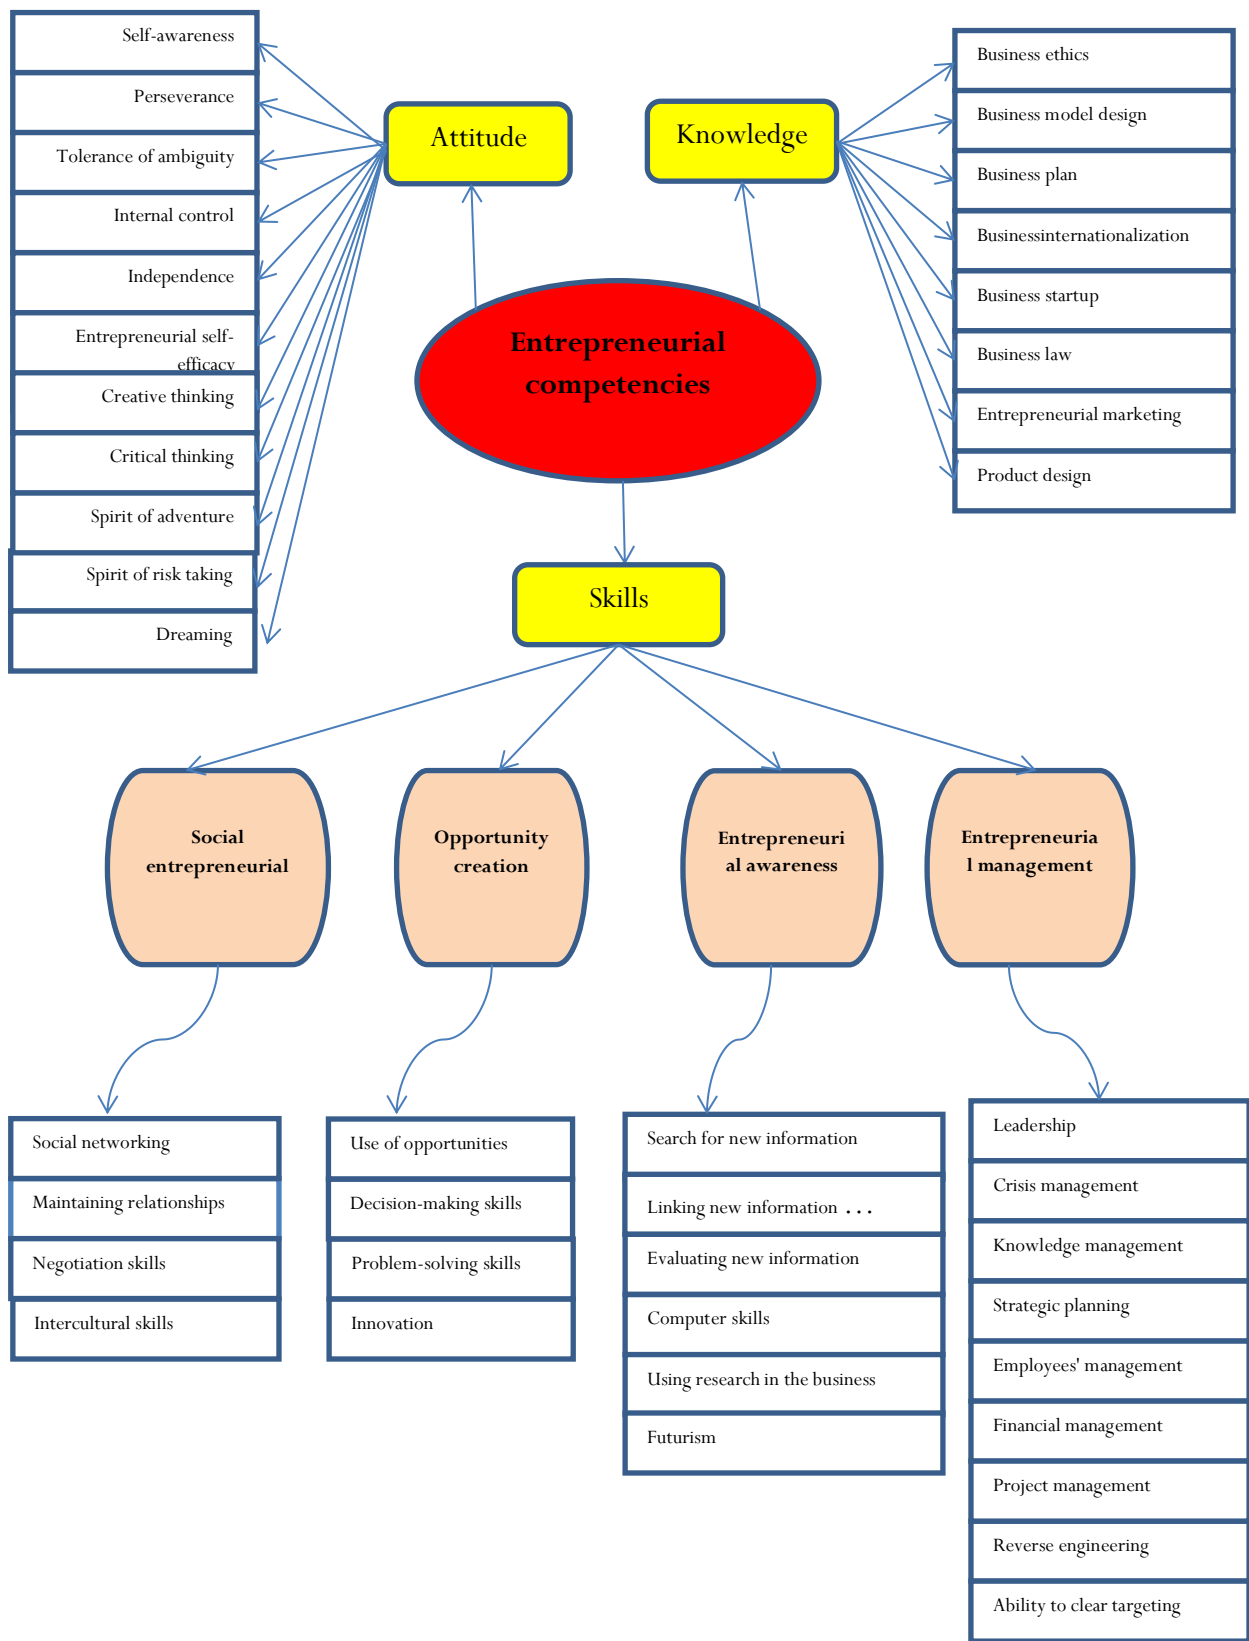 Self-awareness
Perseverance
Tolerance of ambiguity
Internal control
Independence
Entrepreneurial self-
efficacy
Creative thinking
Critical thinking
Spirit of adventure
Spirit of risk taking
Dreaming
Attitude
Knowledge
Business ethics
Business model design
Business plan
Businessinternationalization
Business startup
Business law
Entrepreneurial marketing
Product design
Entrepreneurial
competencies
Skills
Social
entrepreneurial
Opportunity
creation
Entrepreneuri
al awareness
Entrepreneuria
l management
Social networking
Maintaining relationships
Negotiation skills
Intercultural skills
Use of opportunities
Decision-making skills
Problem-solving skills
Innovation
Search for new information
Linking new information ...
Evaluating new information
Computer skills
Using research in the business
Futurism
Leadership
Crisis management
Knowledge management
Strategic planning
Employees' management
Financial management
Project management
Reverse engineering
Ability to clear targeting